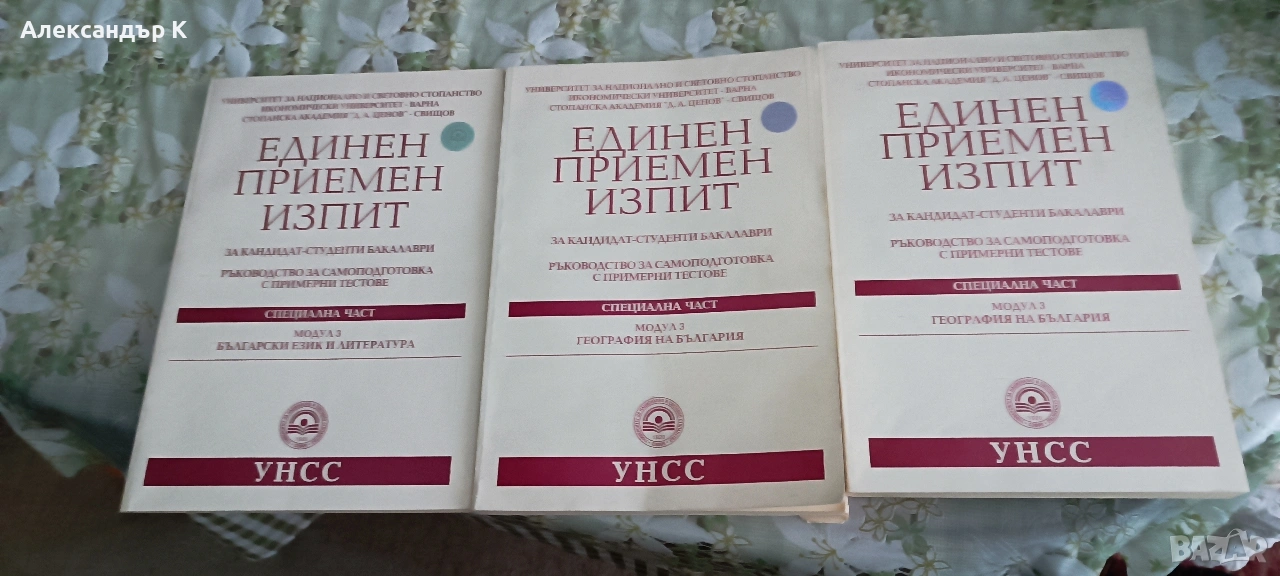 Александър К
УНИВЕРСИТЕТ ЗА НАЦИОНАЛНО И СВЕТОВНО СТОПАНСТВО
ИКОНОМИЧЕСКИ УНИВЕРСИТЕТ - ВАРНА
СТОПАНСКА АКАДЕМИЯ "Д. А. ЦЕНОВ" - СВИЩОВ
ЕДИНЕН
ПРИЕМЕН
ИЗПИТ
ЗА КАНДИДАТ-СТУДЕНТИ БАКАЛАВРИ
РЪКОВОДСТВО ЗА САМОПОДГОТОВКА
С ПРИМЕРНИ ТЕСТОВЕ
СПЕЦИАЛНА ЧАСТ
МОДУЛ 3
БЪЛГАРСКИ ЕЗИК И ЛИТЕРАТУРА
УНСС
УНИВЕРСИТЕТ ЗА НАЦИОНАЛНО И СВЕТОВНО СТОПАНСТВО
ИКОНОМИЧЕСКИ УНИВЕРСИТЕТ - ВАРНА
СТОПАНСКА АКАДЕМИЯ "Д. А. ЦЕНОВ" - СВИЩОВ
ЕДИНЕН
ПРИЕМЕН
ИЗПИТ
ЗА КАНДИДАТ-СТУДЕНТИ БАКАЛАВРИ
РЪКОВОДСТВО ЗА САМОПОДГОТОВКА
С ПРИМЕРНИ ТЕСТОВЕ
СПЕЦИАЛНА ЧАСТ
МОДУЛ 3
ГЕОГРАФИЯ НА БЪЛГАРИЯ
УНСС
УНИВЕРСИТЕТ ЗА НАЦИОНАЛНО И СВЕТОВНО СТОПАНСТВО
ИКОНОМИЧЕСКИ УНИВЕРСИТЕТ - ВАРНА
СТОПАНСКА АКАДЕМИЯ "Д. А. ЦЕНОВ" - СВИЩОВ
ЕДИНЕН
ПРИЕМЕН
ИЗПИТ
ЗА КАНДИДАТ-СТУДЕНТИ БАКАЛАВРИ
РЪКОВОДСТВО ЗА САМОПОДГОТОВКА
С ПРИМЕРНИ ТЕСТОВЕ
СПЕЦИАЛНА ЧАСТ
МОДУЛ 3
ГЕОГРАФИЯ НА БЪЛГАРИЯ
УНСС
BAZAR